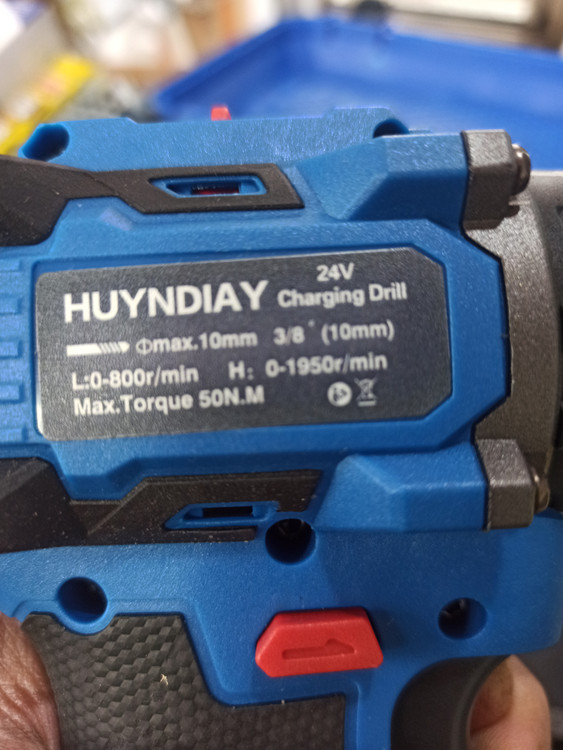 24V
HUYNDIAY Charging Drill
Φmax.10mm 3/8" (10mm)
L:0-800r/min H: 0-1950r/min
Max.Torque 50N.M